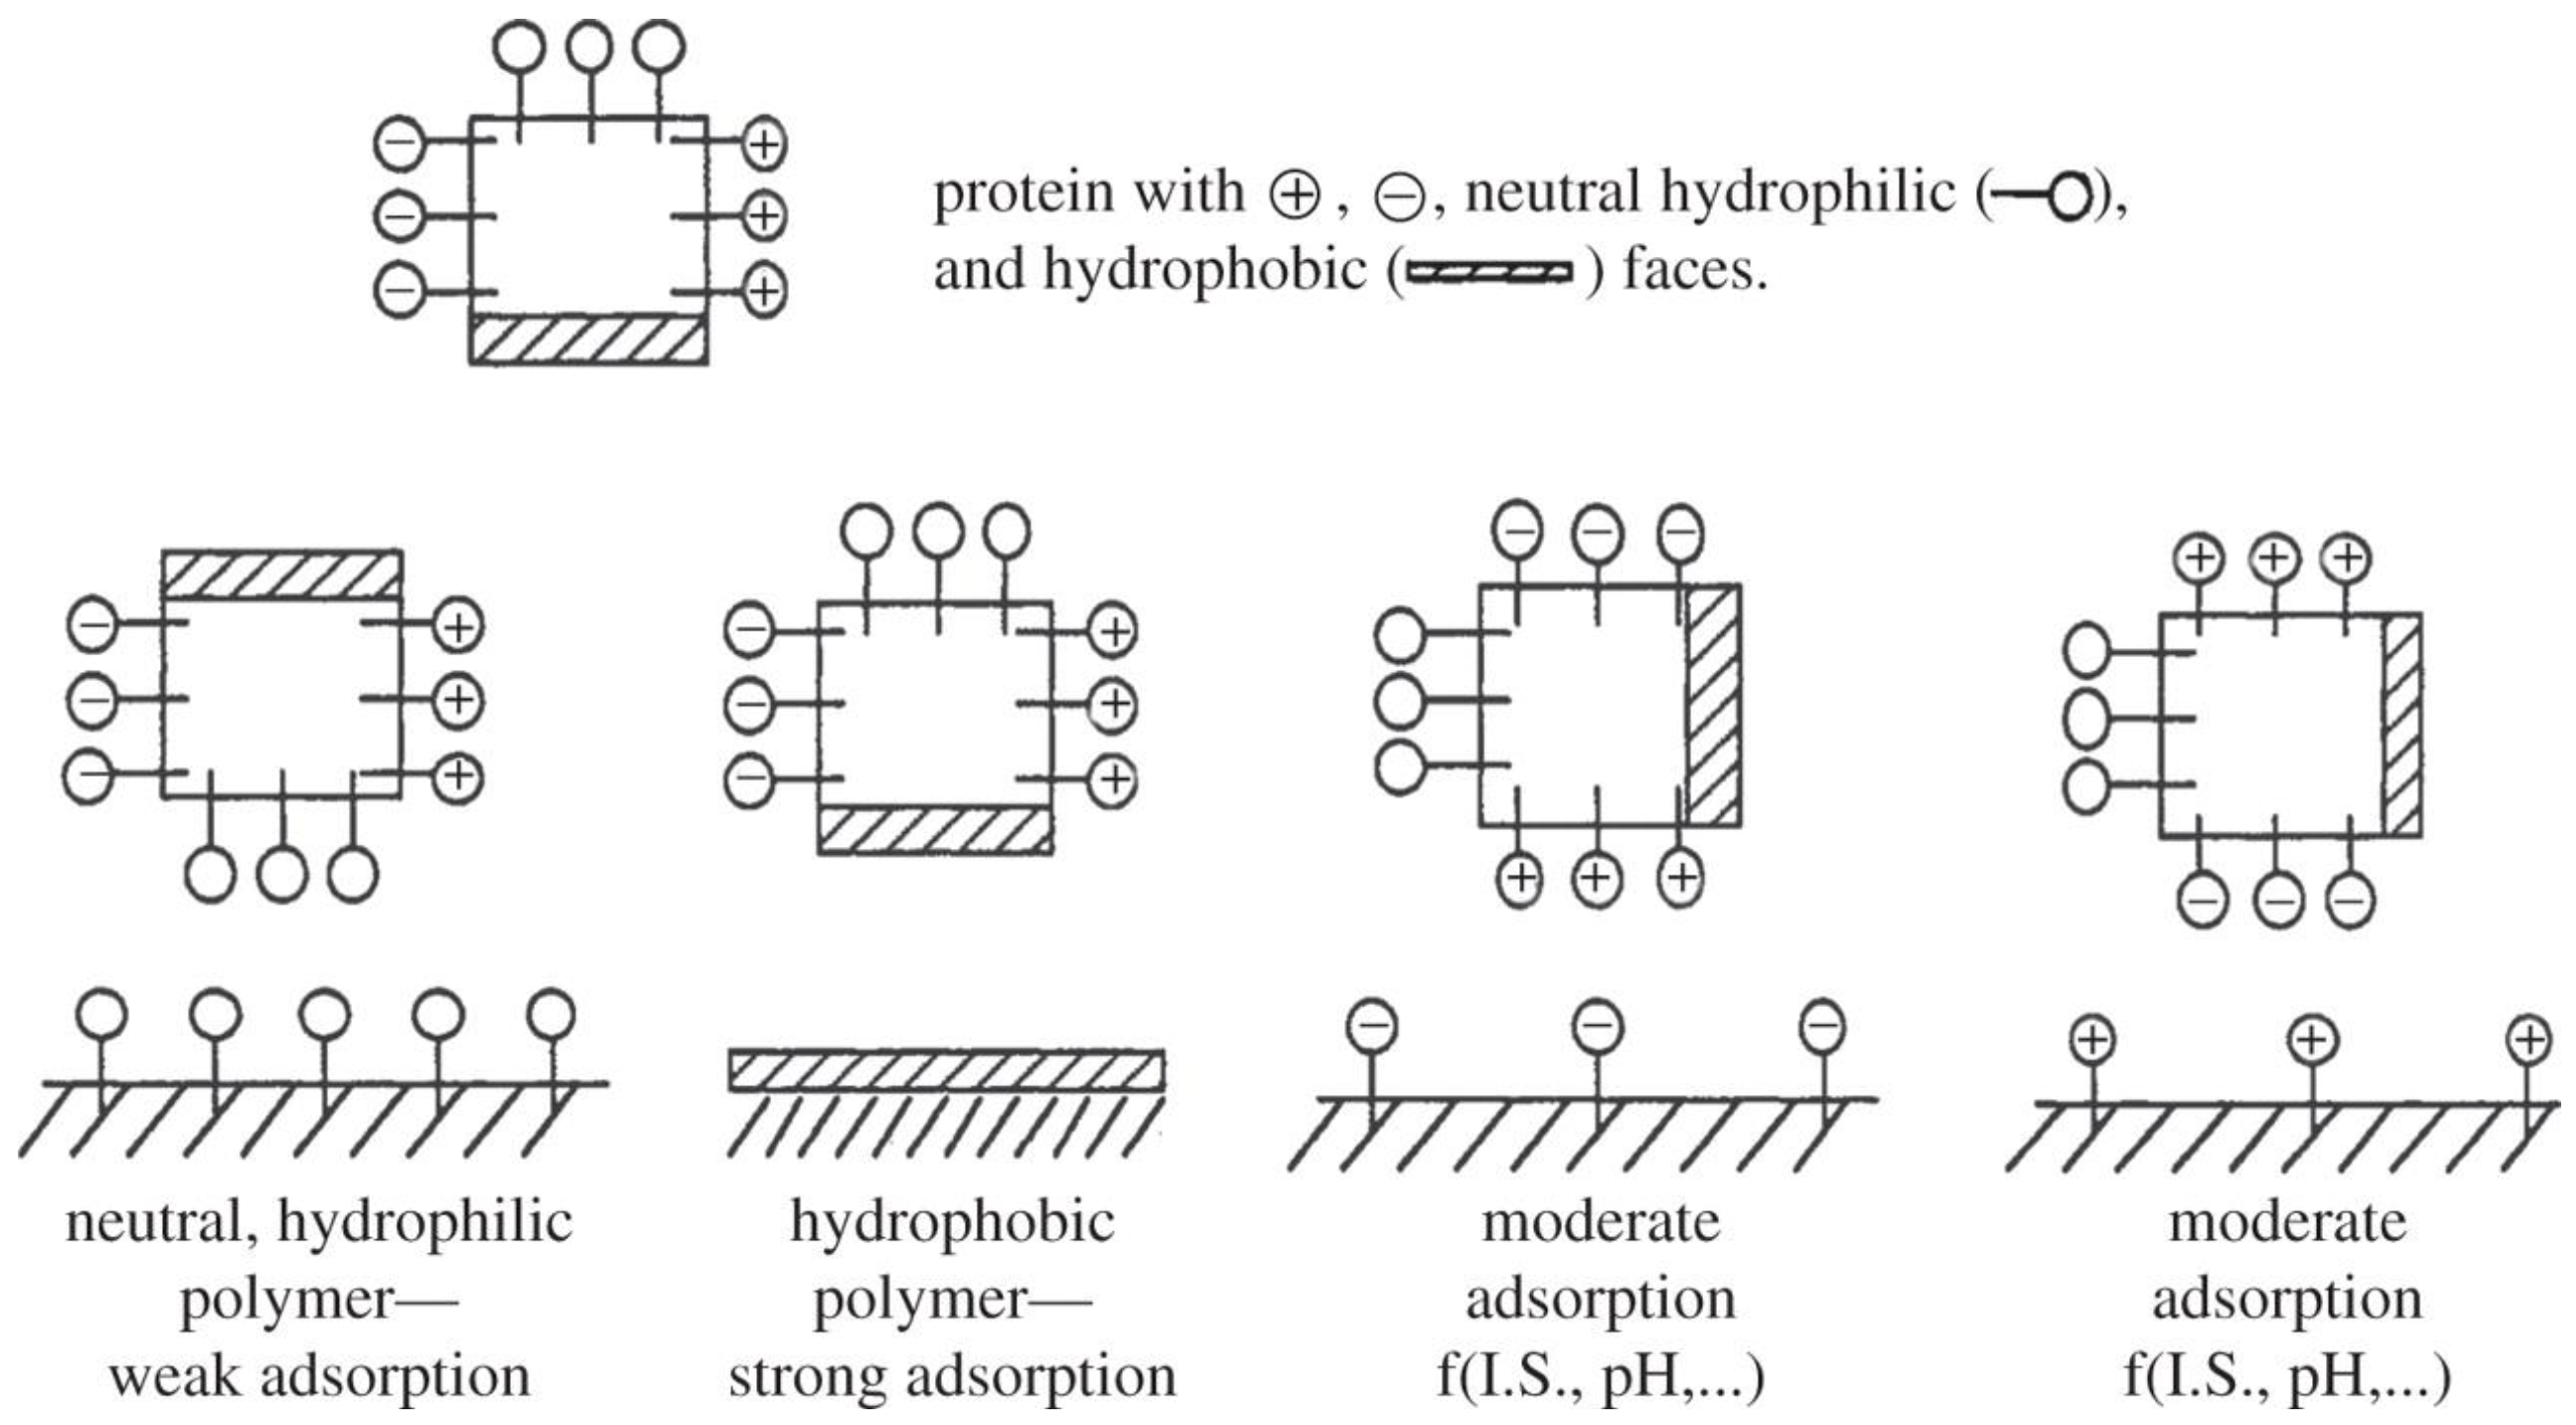 protein with ⊕, ⊖, neutral hydrophilic (—○),
and hydrophobic ( ) faces.
neutral, hydrophilic
polymer—
weak adsorption
hydrophobic
polymer—
strong adsorption
moderate
adsorption
f(I.S., pH,...)
moderate
adsorption
f(I.S., pH,...)